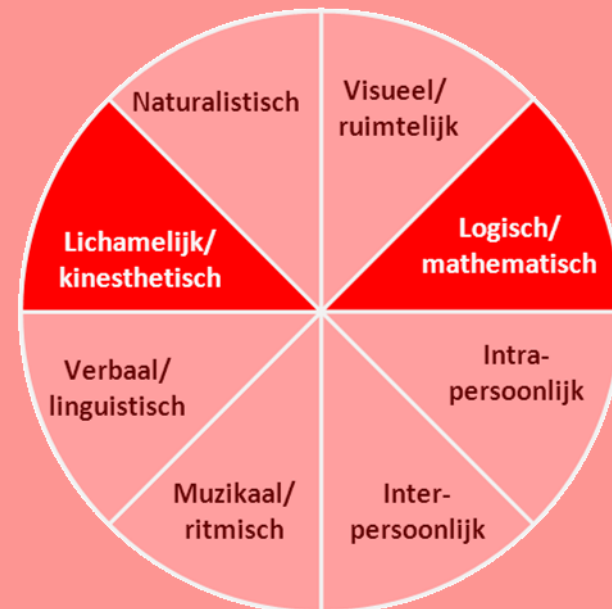 Naturalistisch
Visueel/
ruimtelijk
Lichamelijk/
kinesthetisch
Logisch/
mathematisch
Verbaal/
linguistisch
Intra-
persoonlijk
Muzikaal/
ritmisch
Inter-
persoonlijk